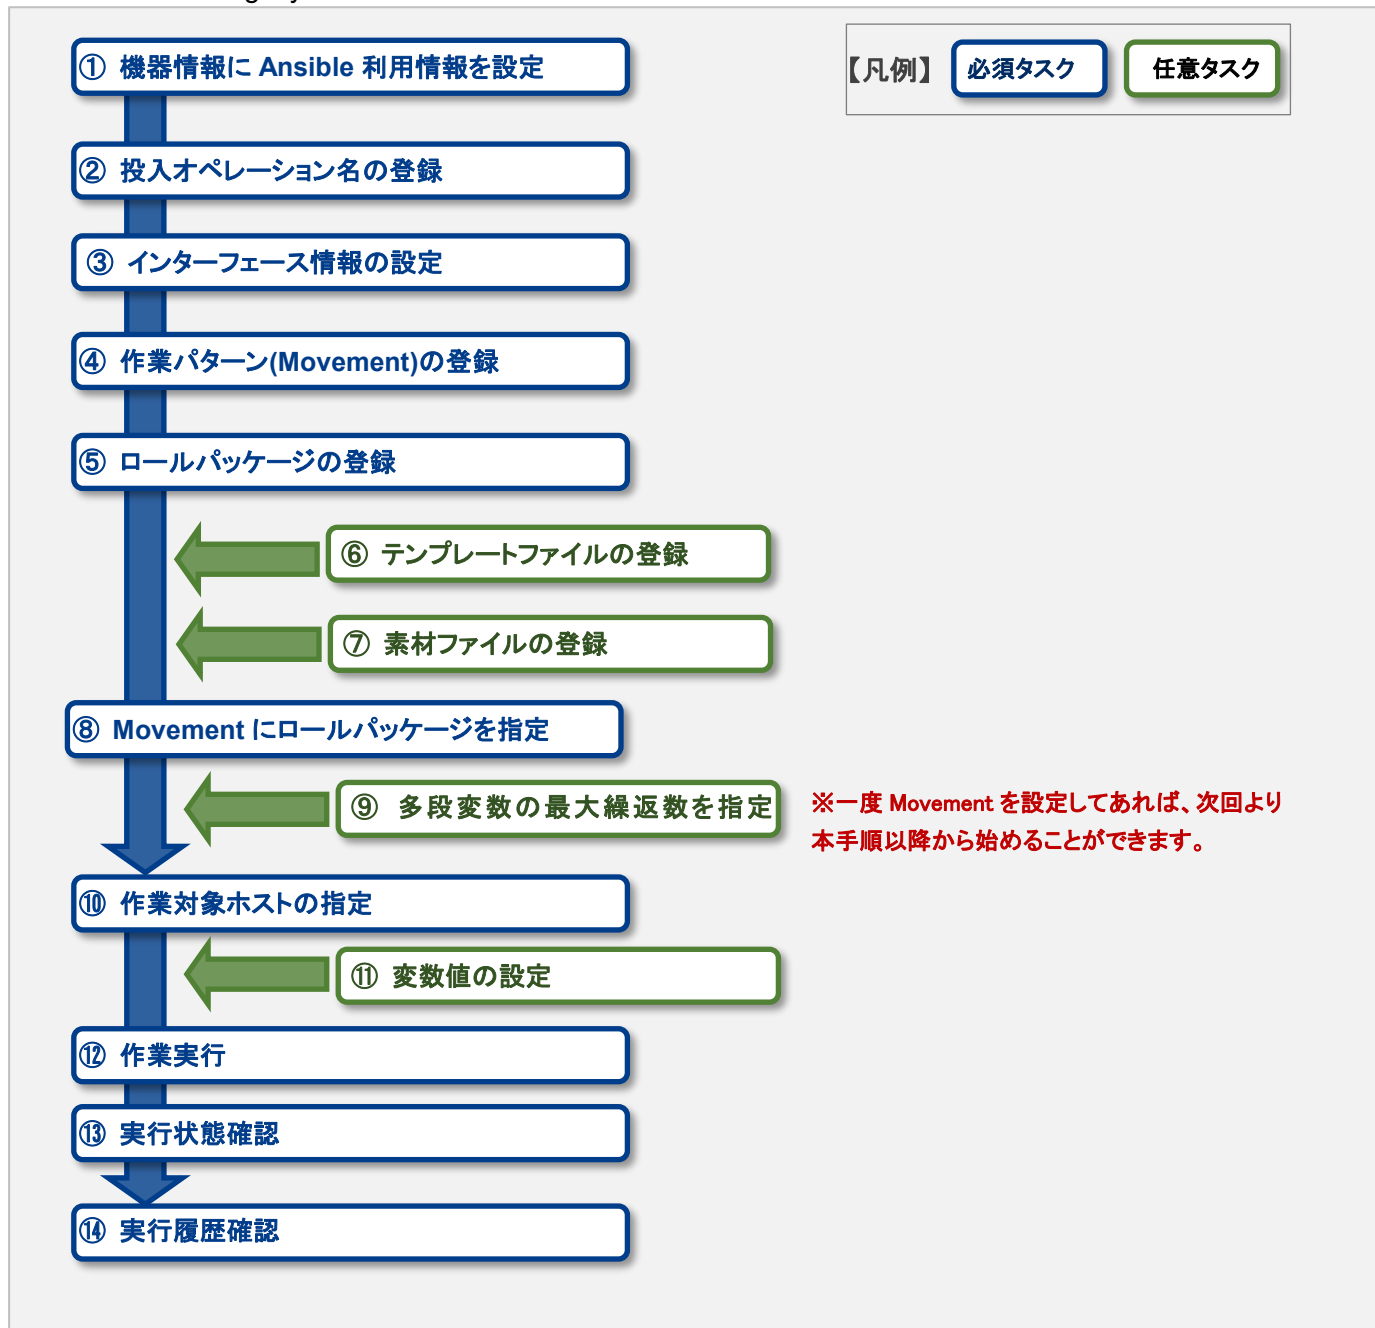 ① 機器情報に Ansible 利用情報を設定
【凡例】 必須タスク 任意タスク
② 投入オペレーション名の登録
③ インターフェース情報の設定
④ 作業パターン(Movement)の登録
⑤ ロールパッケージの登録
⑥ テンプレートファイルの登録
⑦ 素材ファイルの登録
⑧ Movement にロールパッケージを指定
⑨ 多段変数の最大繰返数を指定
※一度 Movement を設定してあれば、次回より
本手順以降から始めることができます。
⑩ 作業対象ホストの指定
⑪ 変数値の設定
⑫ 作業実行
⑬ 実行状態確認
⑭ 実行履歴確認